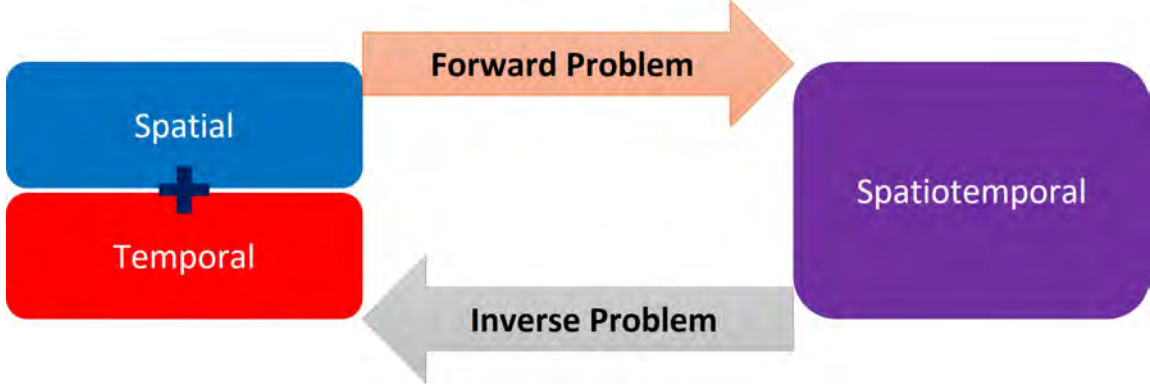 Forward Problem
Spatial
Temporal
Spatiotemporal
Inverse Problem